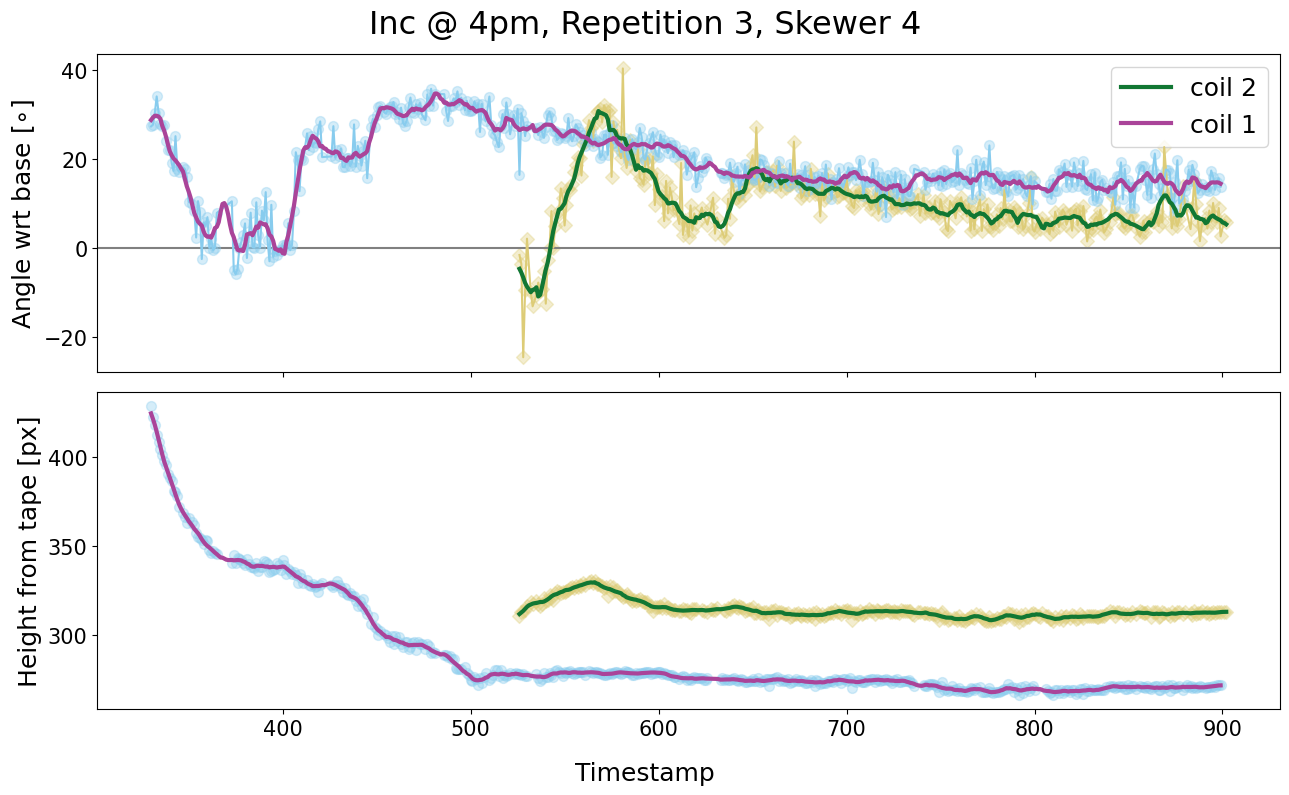 Inc @ 4pm, Repetition 3, Skewer 4
Angle wrt base [∘]
40
20
0
−20
coil 2
coil 1
Height from tape [px]
400
350
300
400 500 600 700 800 900
Timestamp